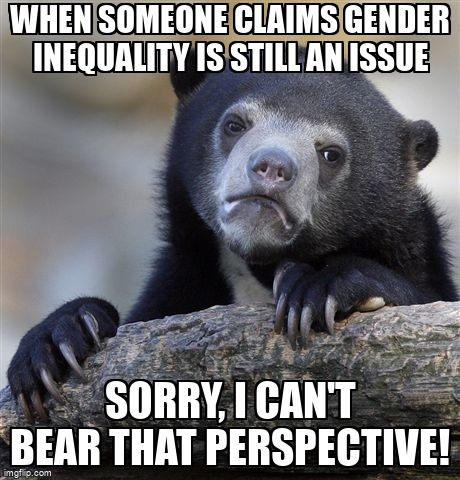 WHEN SOMEONE CLAIMS GENDER
INEQUALITY IS STILL AN ISSUE
SORRY, I CAN'T
BEAR THAT PERSPECTIVE!
imgflip.com